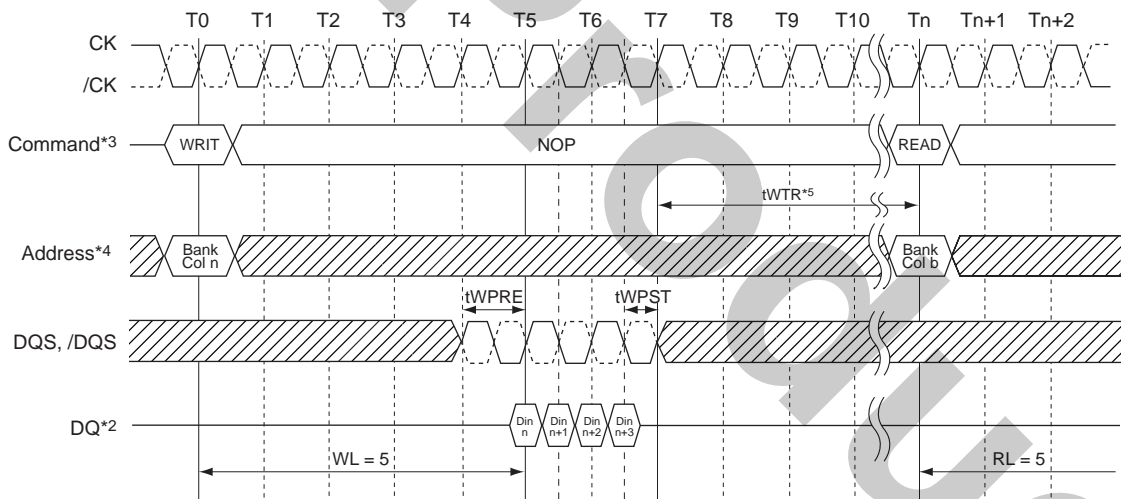 T0 T1 T2 T3 T4 T5 T6 T7 T8 T9 T10 Tn Tn+1 Tn+2
CK
/CK
Command*3 WRIT NOP READ
tWTR*5
Address*4 Bank Col n Bank Col b
tWPRE tWPST
DQS, /DQS
DQ*2 Din n Din n+1 Din n+2 Din n+3
WL = 5 RL = 5